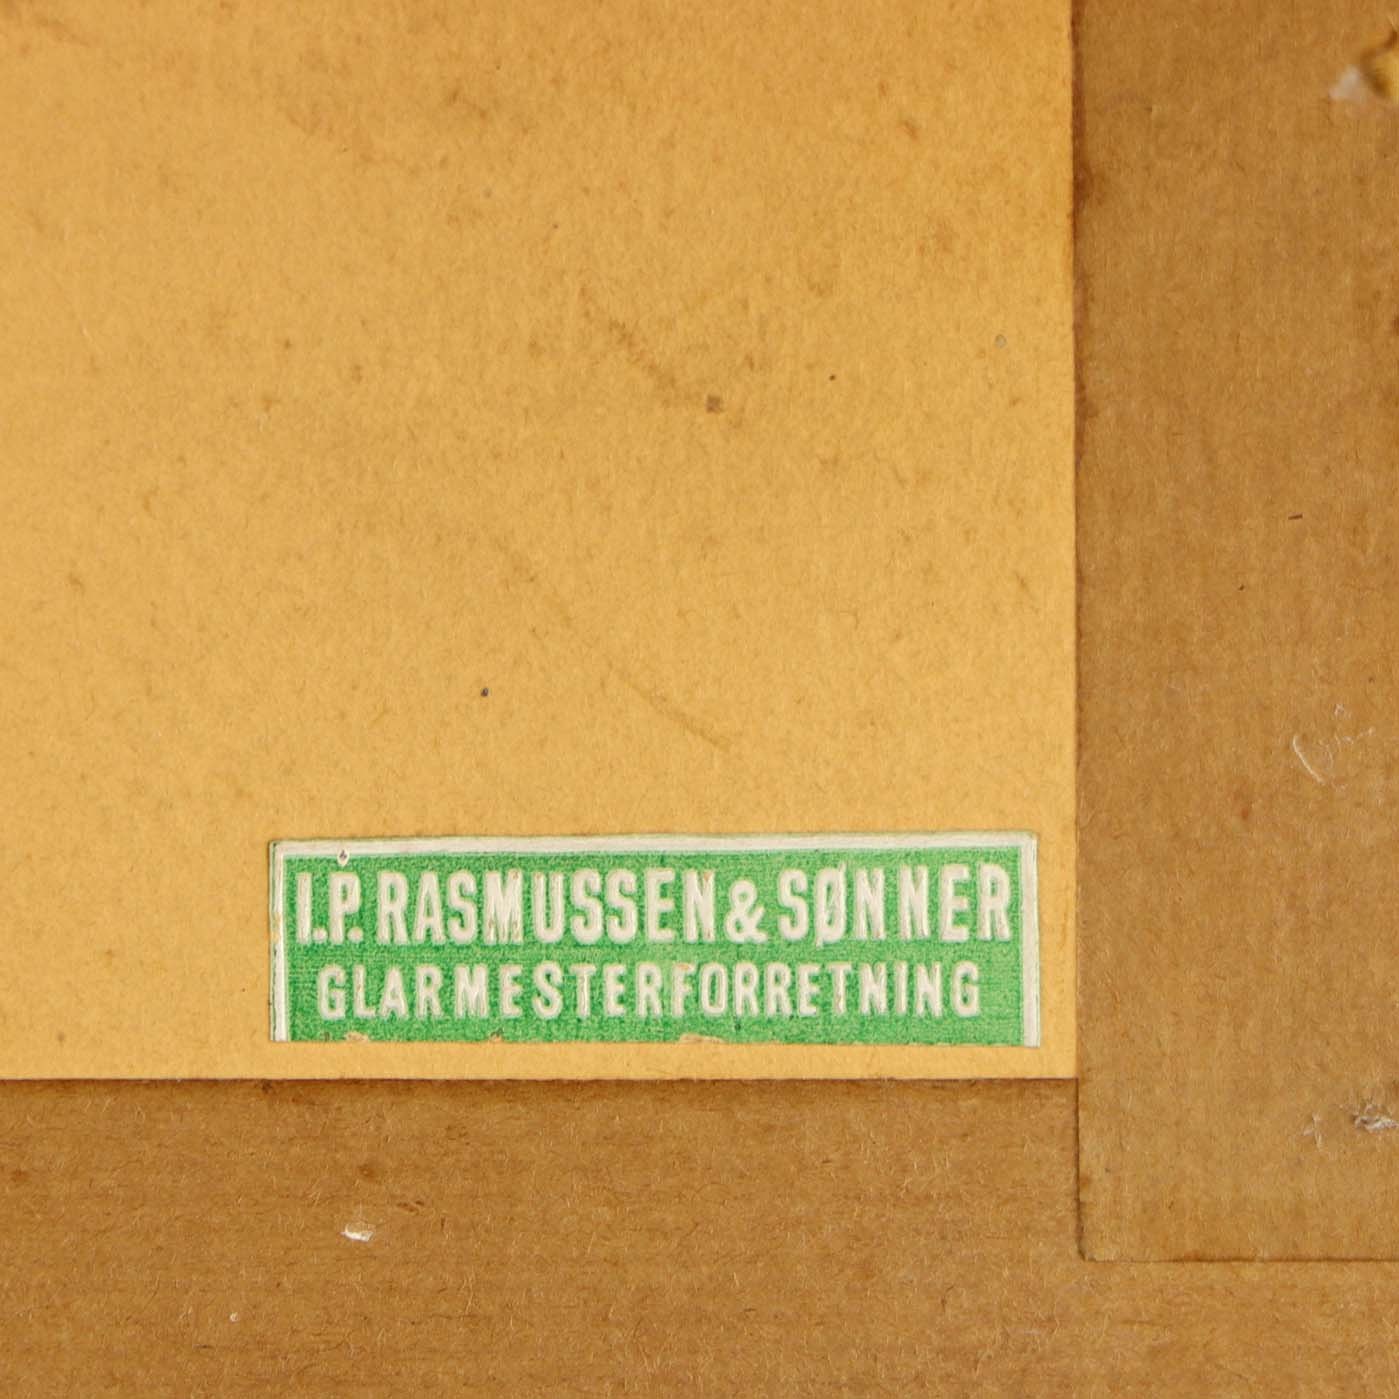 I.P. RASMUSSEN & SØNNER
GLARMESTERFORRETNING